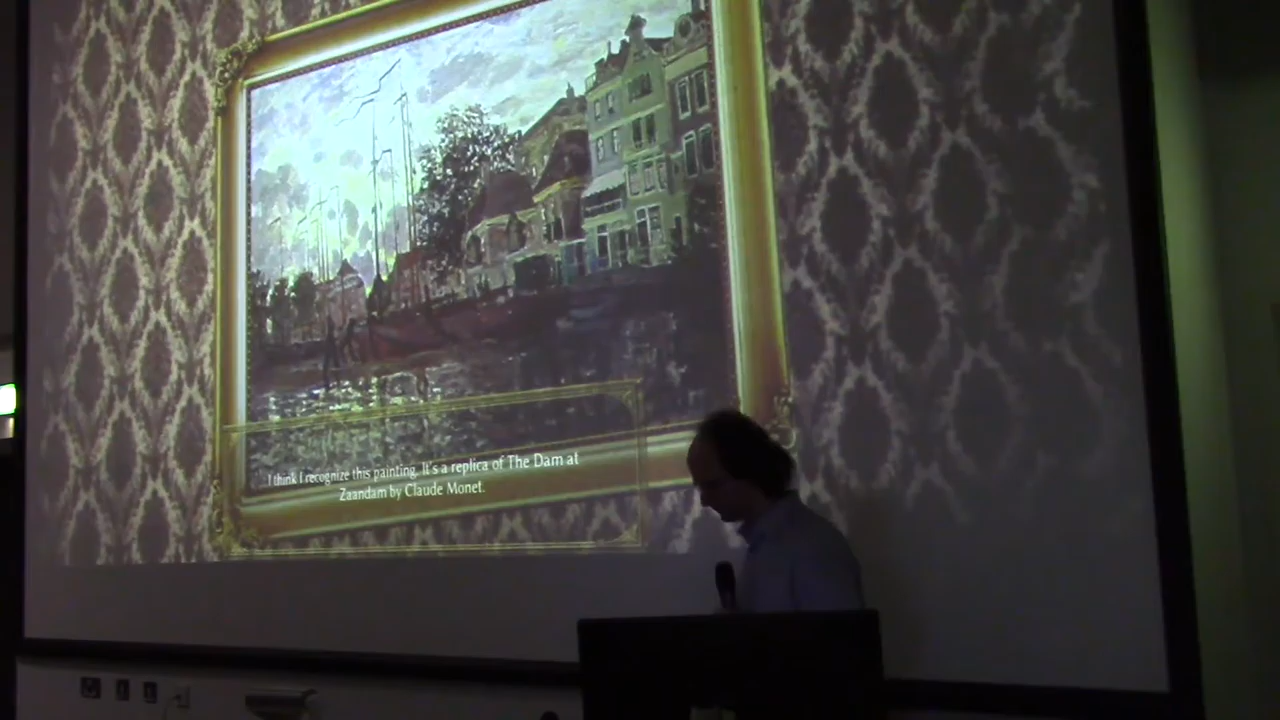 I think I recognize this painting. It's a replica of The Dam at
Zaandam by Claude Monet.